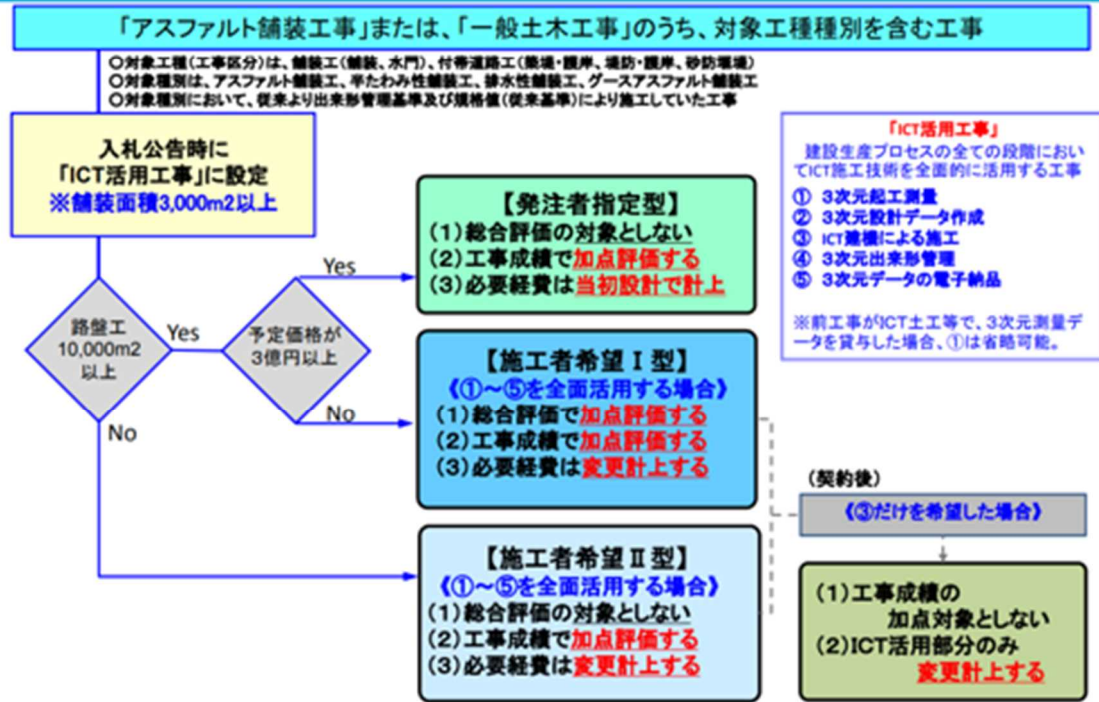 「アスファルト舗装工事」または、「一般土木工事」のうち、対象工種種別を含む工事
○対象工種(工事区分)は、舗装工(舗装、水門)、付帯道路工(築堤・護岸、堤防・護岸、砂防堰堤)
○対象種別は、アスファルト舗装工、半たわみ性舗装工、排水性舗装工、グースアスファルト舗装工
○対象種別において、従来より出来形管理基準及び規格値(従来基準)により施工していた工事
入札公告時に
「ICT活用工事」に設定
※舗装面積3,000m2以上
路盤工
10,000m2
以上
Yes
No
予定価格が
3億円以上
Yes
No
【発注者指定型】
(1)総合評価の対象としない
(2)工事成績で加点評価する
(3)必要経費は当初設計で計上
【施工者希望Ⅰ型】
《①～⑤を全面活用する場合》
(1)総合評価で加点評価する
(2)工事成績で加点評価する
(3)必要経費は変更計上する
【施工者希望Ⅱ型】
《①～⑤を全面活用する場合》
(1)総合評価の対象としない
(2)工事成績で加点評価する
(3)必要経費は変更計上する
「ICT活用工事」
建設生産プロセスの全ての段階におい
てICT施工技術を全面的に活用する工事
① 3次元起工測量
② 3次元設計データ作成
③ ICT建機による施工
④ 3次元出来形管理
⑤ 3次元データの電子納品
※前工事がICT土工等で、3次元測量デ
ータを貸与した場合、①は省略可能。
(契約後)
《③だけを希望した場合》
(1)工事成績の
加点対象としない
(2)ICT活用部分のみ
変更計上する